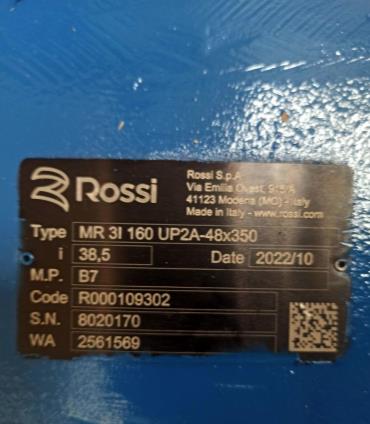 Rossi
Rossi S.p.A
Via Emilia Ovest, 915/A
41123 Modena (MO) - Italy
Made in Italy - www.rossi.com
Type MR 3I 160 UP2A-48x350
i 38,5 Date 2022/10
M.P. B7
Code R000109302
S.N. 8020170
WA 2561569